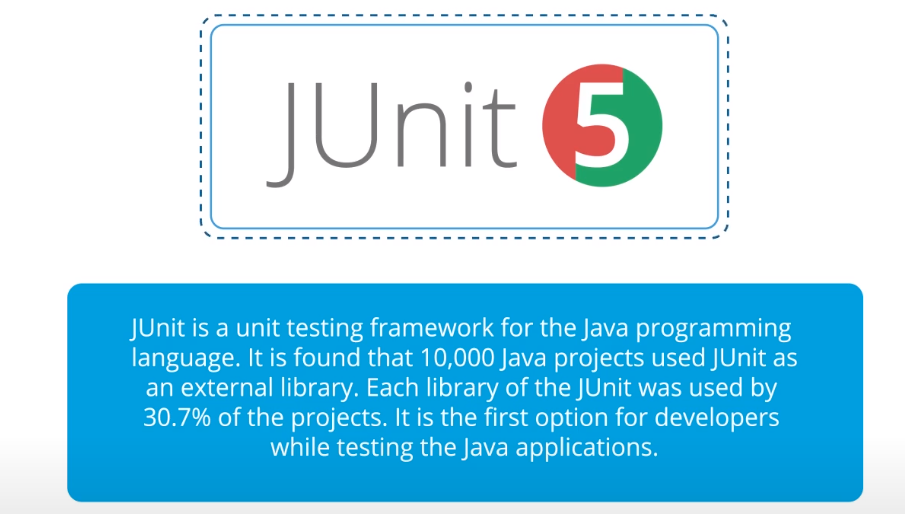 JUnit 5
JUnit is a unit testing framework for the Java programming
language. It is found that 10,000 Java projects used JUnit as
an external library. Each library of the JUnit was used by
30.7% of the projects. It is the first option for developers
while testing the Java applications.